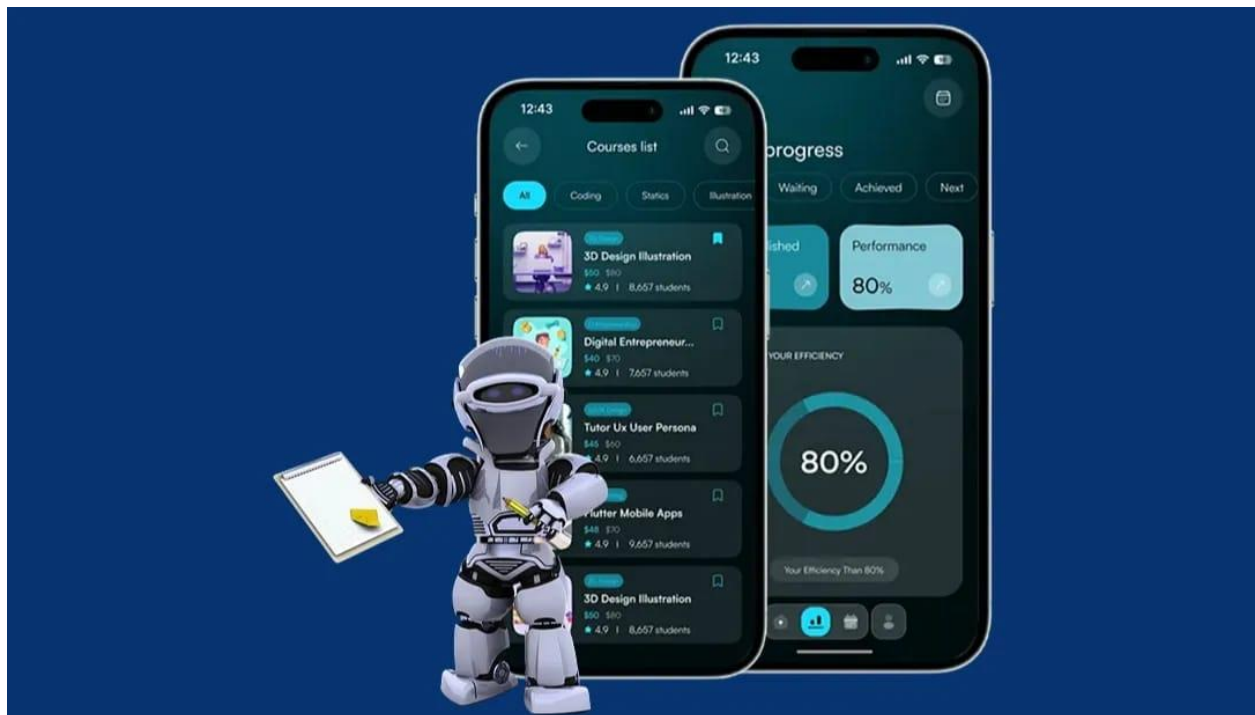 12:43
Courses list
All
Coding
Statics
Illustration
3D Design Illustration
$50 $80
4.9 | 8,657 students
Digital Entrepreneur...
$40 $70
4.9 | 7,657 students
Tutor Ux User Persona
$45 $60
4.9 | 6,657 students
Flutter Mobile Apps
$48 $70
4.9 | 9,657 students
3D Design Illustration
$50 $80
4.9 | 8,657 students
12:43
progress
Waiting
Achieved
Next
ished
Performance
80%
YOUR EFFICIENCY
80%
Your Efficiency Than 80%